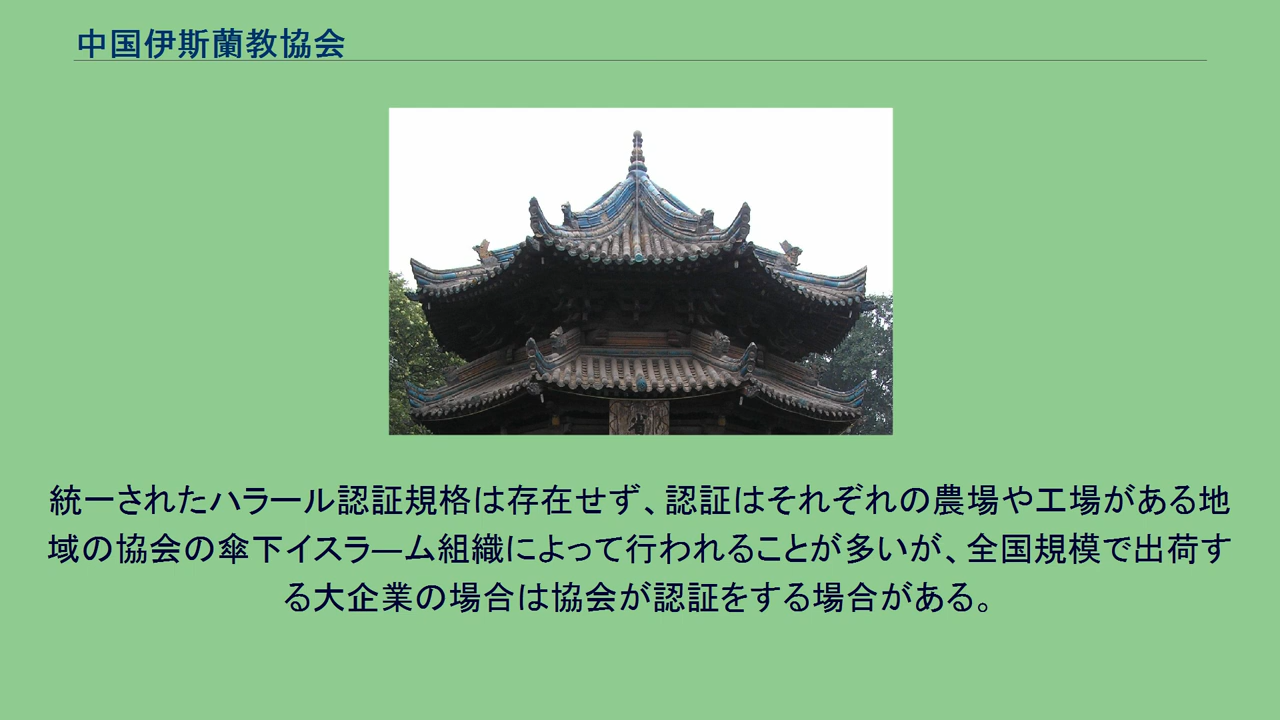 中国伊斯蘭教協会
統一されたハラール認証規格は存在せず、認証はそれぞれの農場や工場がある地
域の協会の傘下イスラ―ム組織によって行われることが多いが、全国規模で出荷す
る大企業の場合は協会が認証をする場合がある。